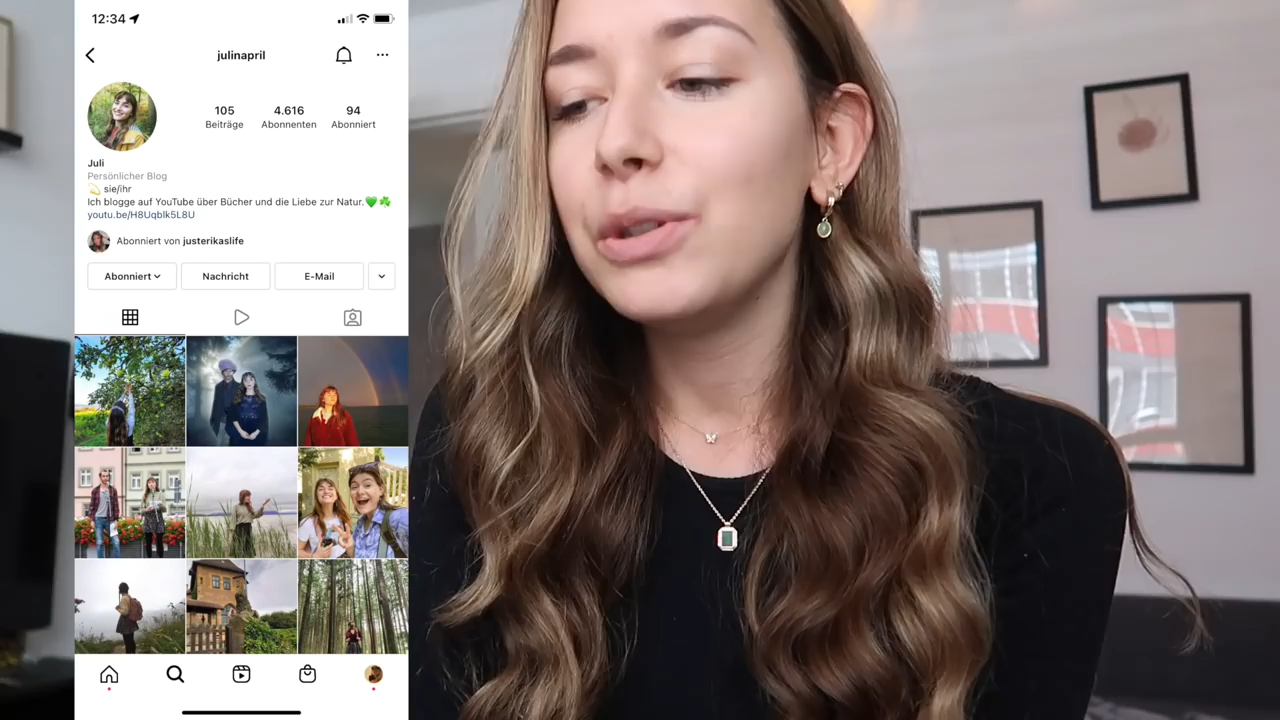 12:34
julinapril
105
4.616
94
Beiträge
Abonnenten
Abonniert
Juli
Persönlicher Blog
💫 sie/ihr
Ich blogge auf YouTube über Bücher und die Liebe zur Natur.💚☘️
youtu.be/H8Uqblk5L8U
Abonniert von justerikaslife
Abonniert
Nachricht
E-Mail